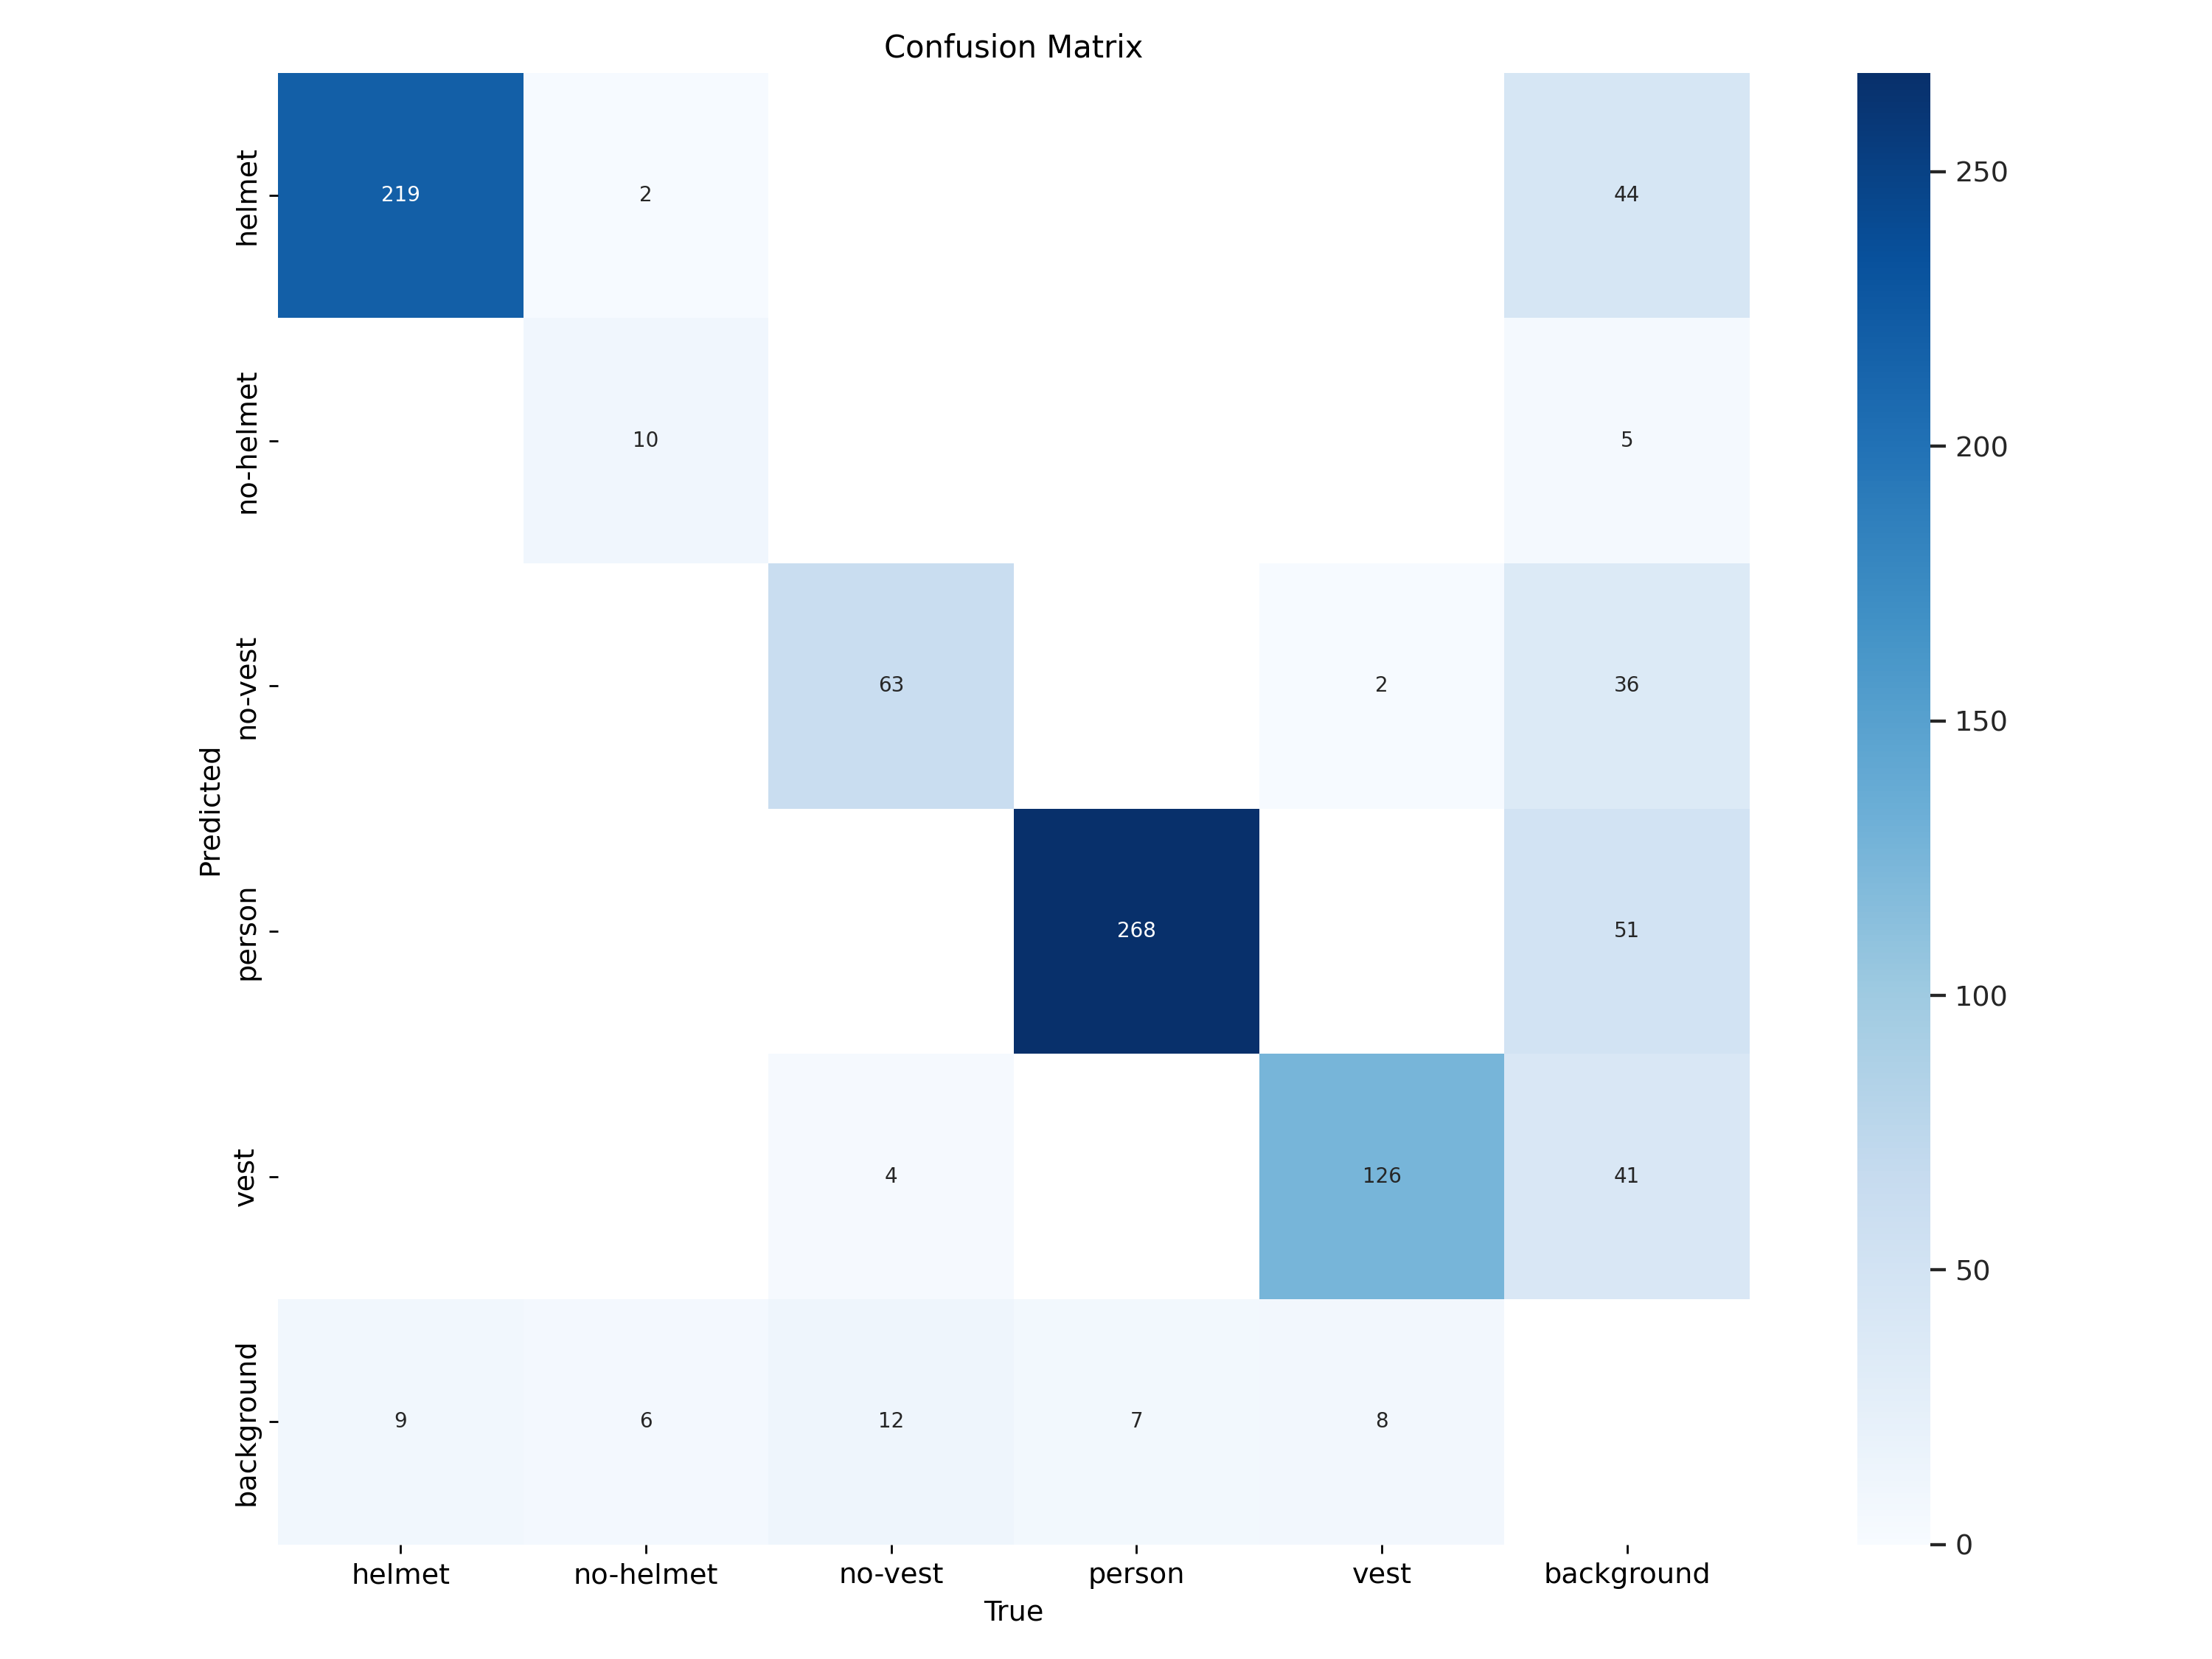 Confusion Matrix
helmet
219
2
44
250
no-helmet
10
5
200
no-vest
63
2
36
150
Predicted
person
268
51
100
vest
4
126
41
50
background
9
6
12
7
8
0
helmet
no-helmet
no-vest
person
vest
background
True